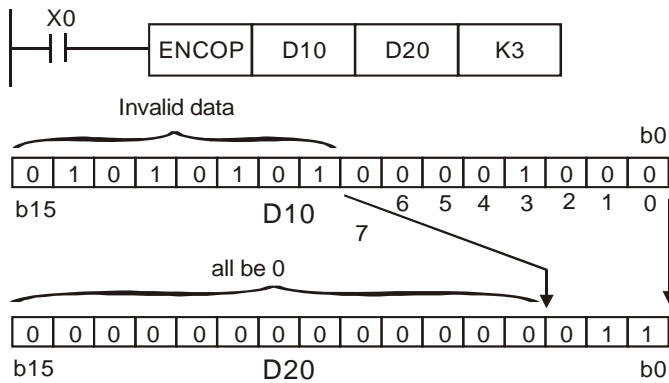 X0
ENCOP D10 D20 K3
Invalid data
b0
0 1 0 1 0 1 0 1 0 0 0 0 1 0 0 0
b15 D10 7 6 5 4 3 2 1 0
all be 0
0 0 0 0 0 0 0 0 0 0 0 0 0 0 1 1
b15 D20 b0